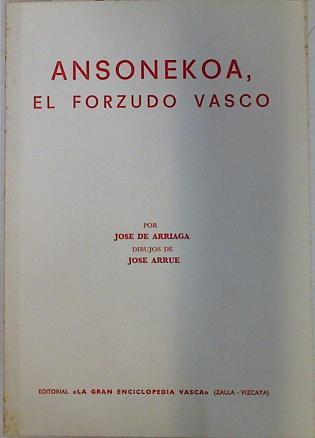 ANSONEKOA,
EL FORZUDO VASCO
POR
JOSE DE ARRIAGA
DIBUJOS DE
JOSE ARRUE
EDITORIAL «LA GRAN ENCICLOPEDIA VASCA» (ZALLA - VIZCAYA)